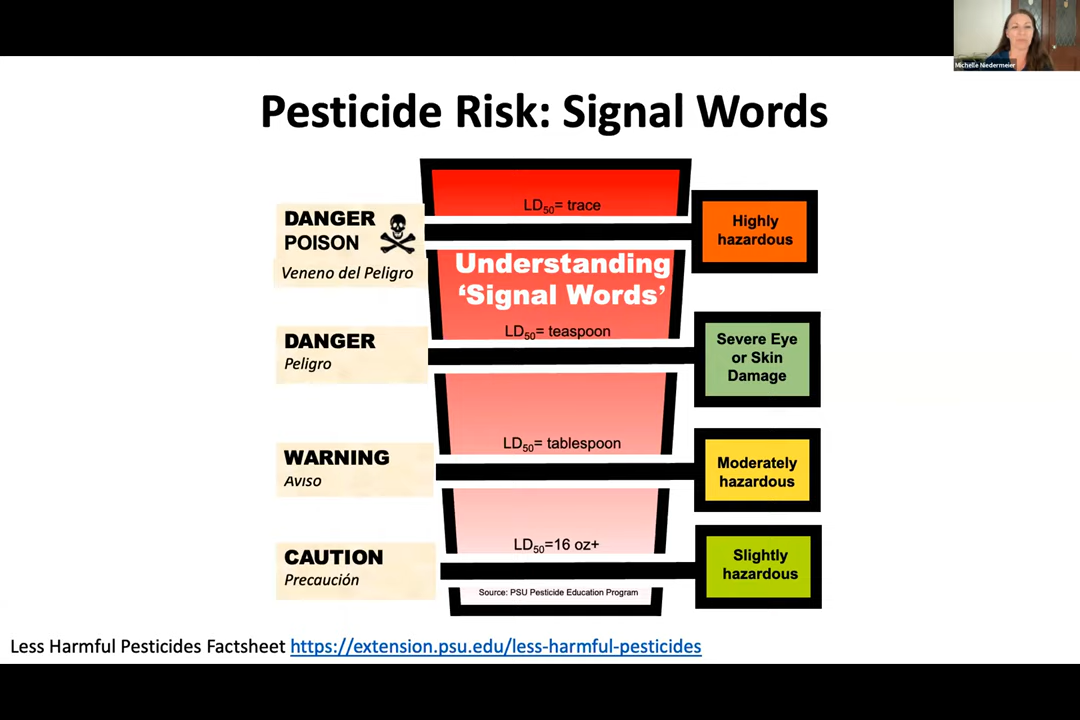 Michelle Niedermeier
Pesticide Risk: Signal Words
LD50= trace
DANGER
POISON
Veneno del Peligro
Highly
hazardous
Understanding
‘Signal Words’
LD50= teaspoon
DANGER
Peligro
Severe Eye
or Skin
Damage
LD50= tablespoon
WARNING
Aviso
Moderately
hazardous
LD50=16 oz+
CAUTION
Precaución
Slightly
hazardous
Source: PSU Pesticide Education Program
Less Harmful Pesticides Factsheet https://extension.psu.edu/less-harmful-pesticides